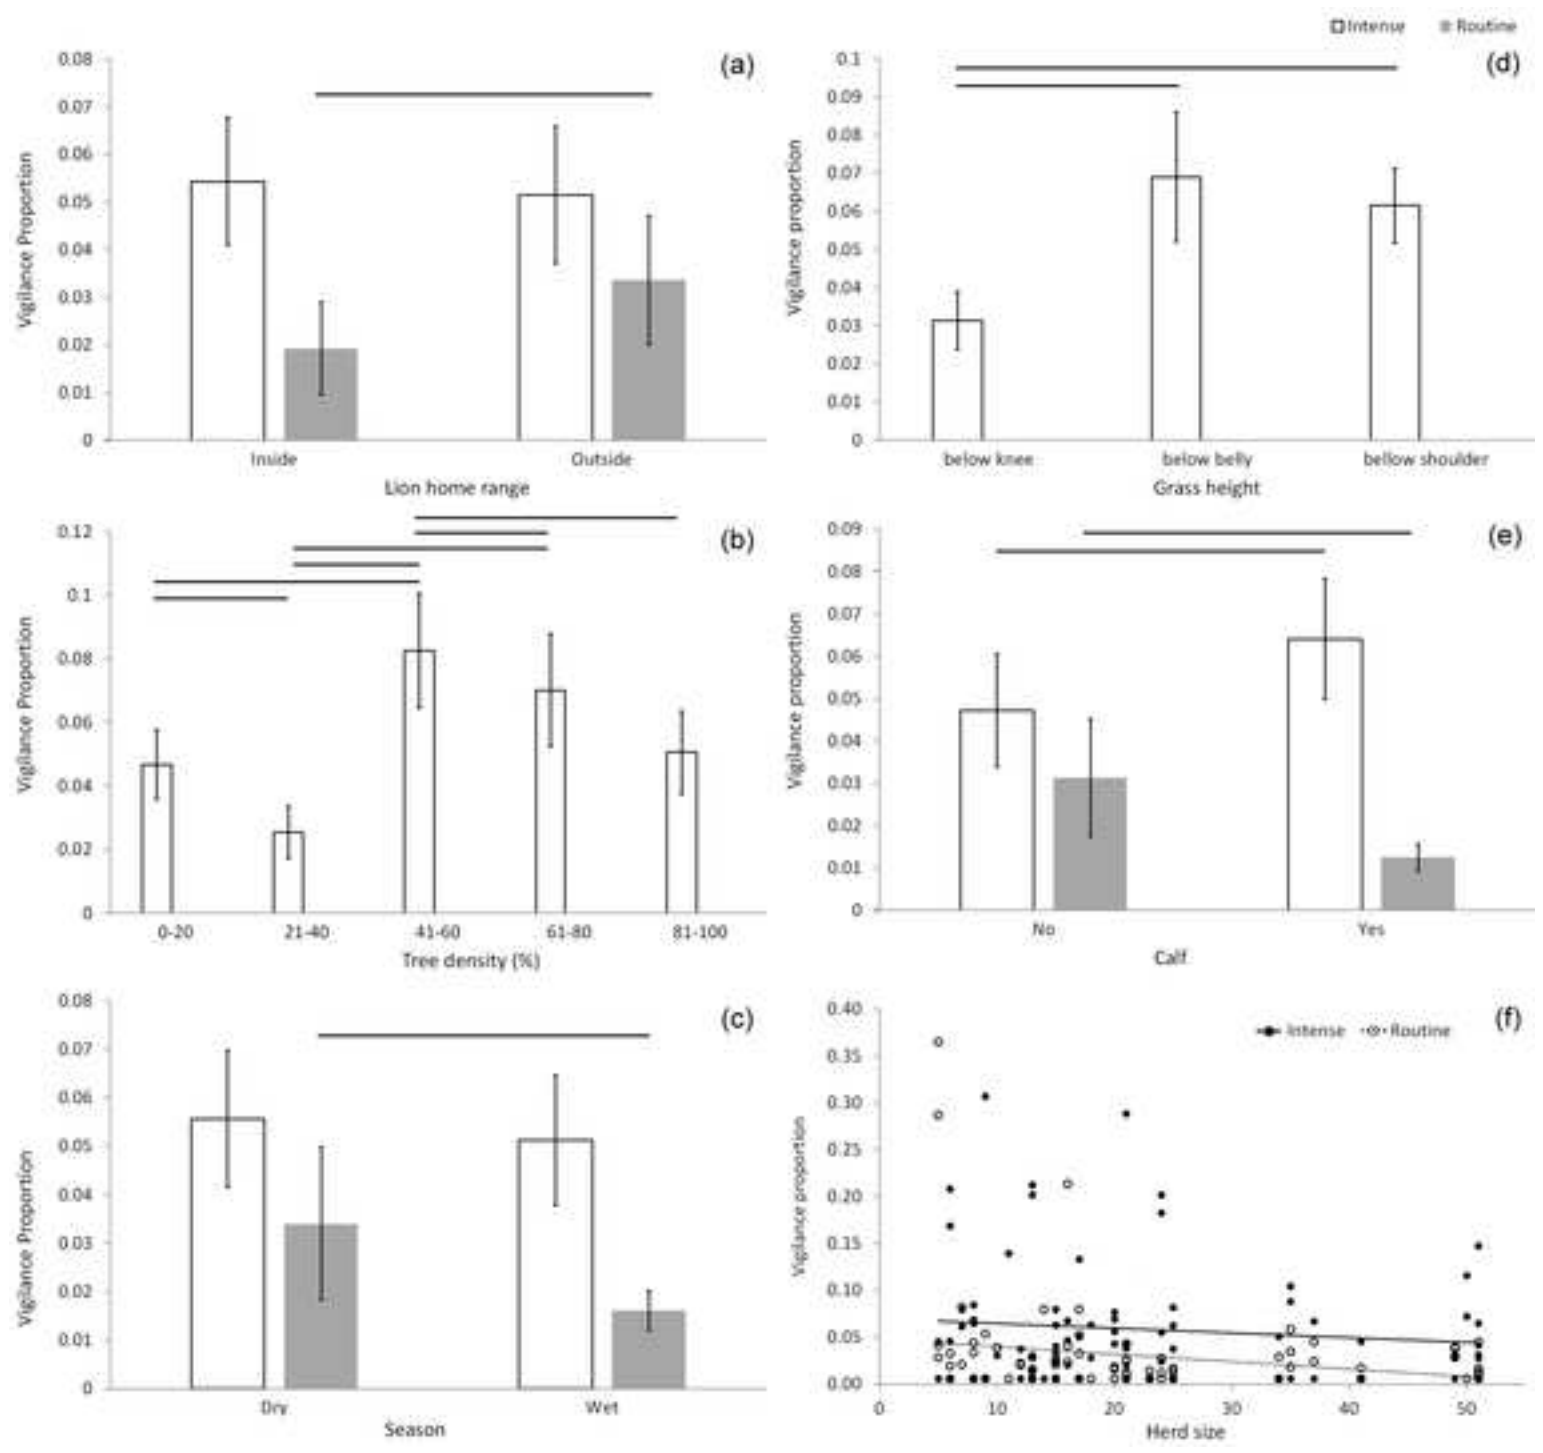 Intense Routine
(a)
0.08
0.07
0.06
0.05
0.04
0.03
0.02
0.01
0
Vigilance Proportion
Inside Outside
Lion home range
(d)
0.1
0.09
0.08
0.07
0.06
0.05
0.04
0.03
0.02
0.01
0
Vigilance proportion
below knee below belly bellow shoulder
Grass height
(b)
0.12
0.1
0.08
0.06
0.04
0.02
0
Vigilance Proportion
0-20 21-40 41-60 61-80 81-100
Tree density (%)
(e)
0.09
0.08
0.07
0.06
0.05
0.04
0.03
0.02
0.01
0
Vigilance proportion
No Yes
Calf
(c)
0.08
0.07
0.06
0.05
0.04
0.03
0.02
0.01
0
Vigilance Proportion
Dry Wet
Season
(f)
Intense Routine
0.40
0.35
0.30
0.25
0.20
0.15
0.10
0.05
0.00
Vigilance proportion
0 10 20 30 40 50
Herd size